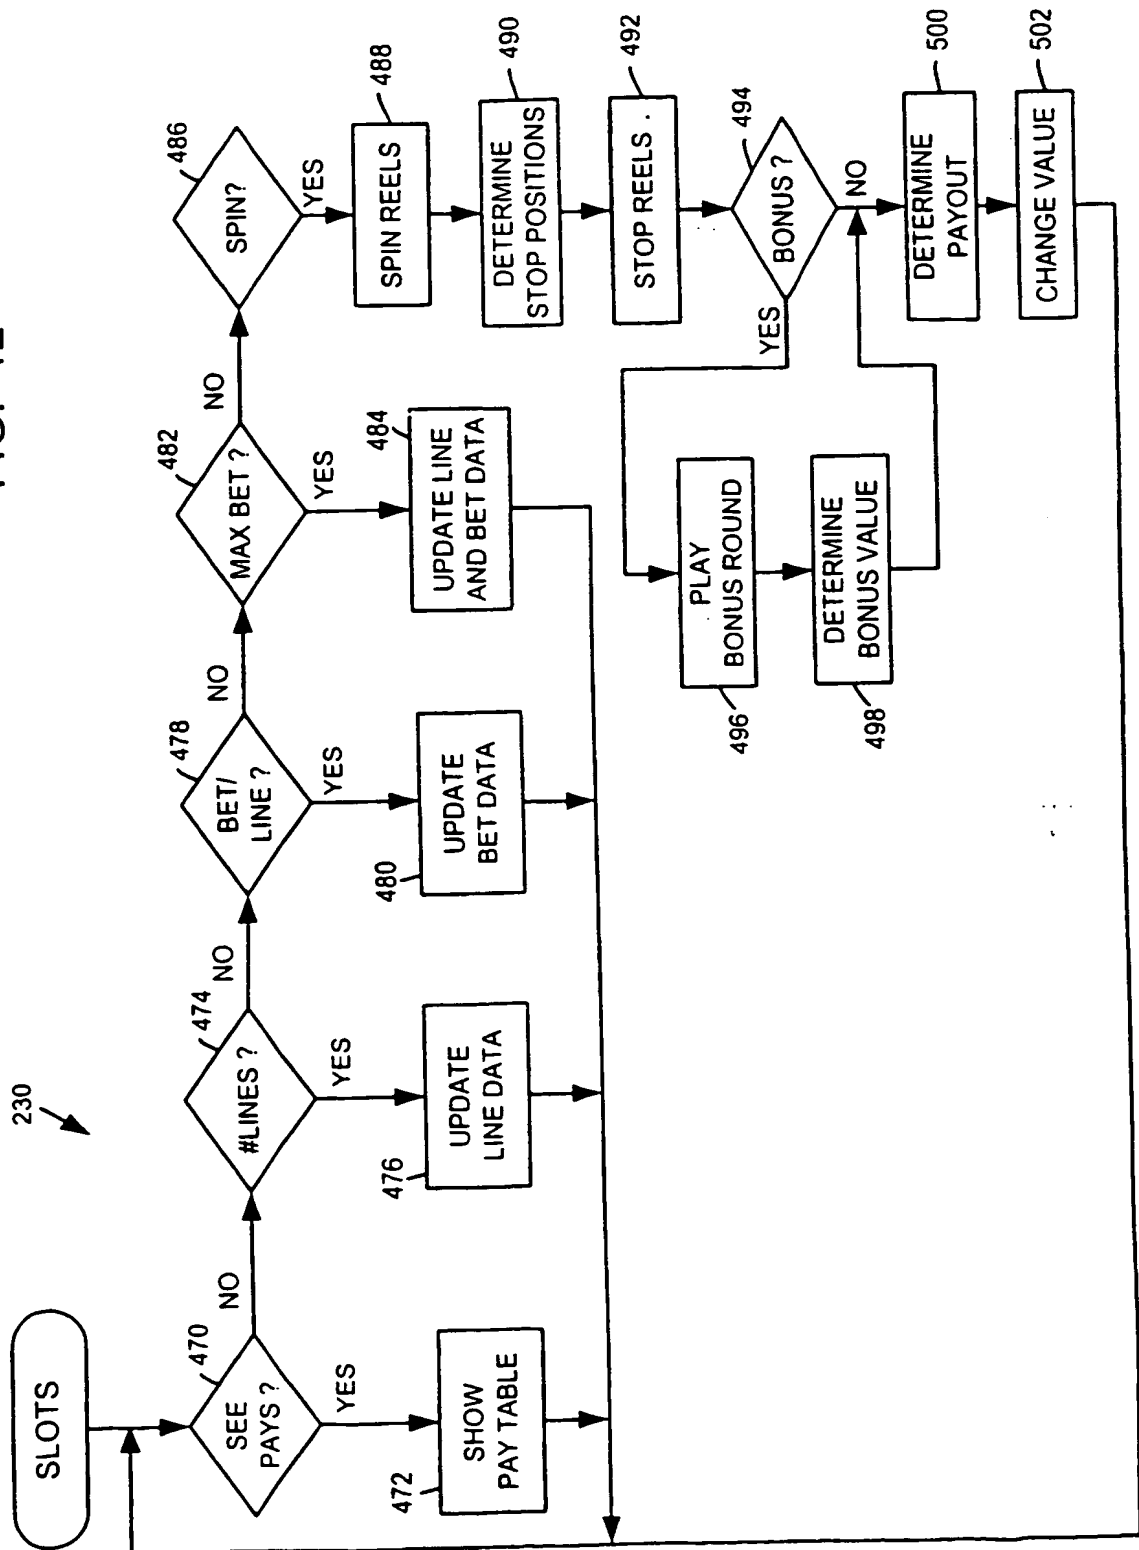 230
SLOTS
470
SEE
PAYS ?
NO
YES
472
SHOW
PAY TABLE
474
#LINES ?
NO
YES
476
UPDATE
LINE DATA
478
BET/
LINE ?
NO
YES
480
UPDATE
BET DATA
482
MAX BET ?
NO
YES
484
UPDATE LINE
AND BET DATA
486
SPIN?
YES
488
SPIN REELS
490
DETERMINE
STOP POSITIONS
492
STOP REELS .
494
BONUS ?
YES
NO
496
PLAY
BONUS ROUND
498
DETERMINE
BONUS VALUE
500
DETERMINE
PAYOUT
502
CHANGE VALUE